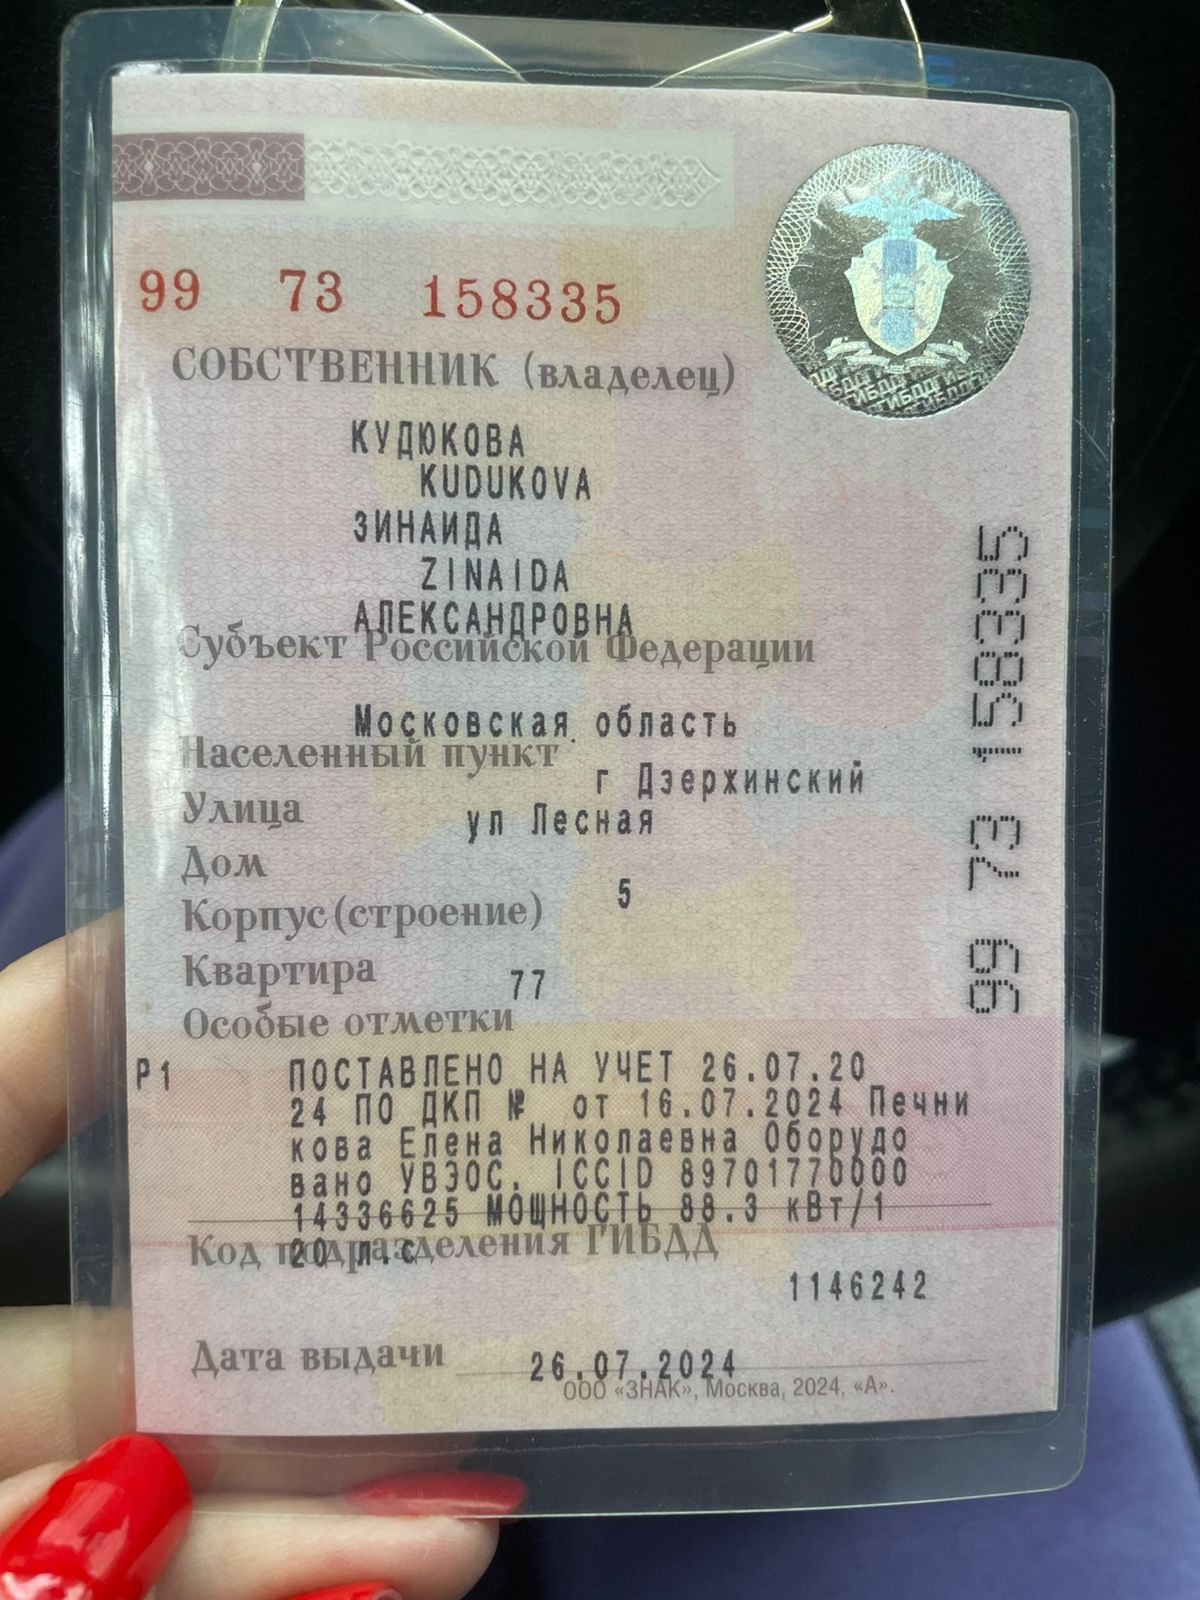 99 73 158335
СОБСТВЕННИК (владелец)
КУДЮКОВА
KUDUKOVA
ЗИНАИДА
ZINAIDA
АЛЕКСАНДРОВНА
Субъект Российской Федерации
Московская область
Населенный пункт
г Дзержинский
Улица
ул Лесная
Дом
5
Корпус (строение)
Квартира
77
Особые отметки
Р1 ПОСТАВЛЕНО НА УЧЕТ 26.07.20
24 ПО ДКП № от 16.07.2024 Печни
кова Елена Николаевна Оборудо
вано УВЭОС. ICCID 89701770000
14336625 МОЩНОСТЬ 88.3 кВт/1
20 л.с
Код подразделения ГИБДД
1146242
Дата выдачи
26.07.2024
ООО «ЗНАК», Москва, 2024, «А».
99 73 158335
ГИБДД